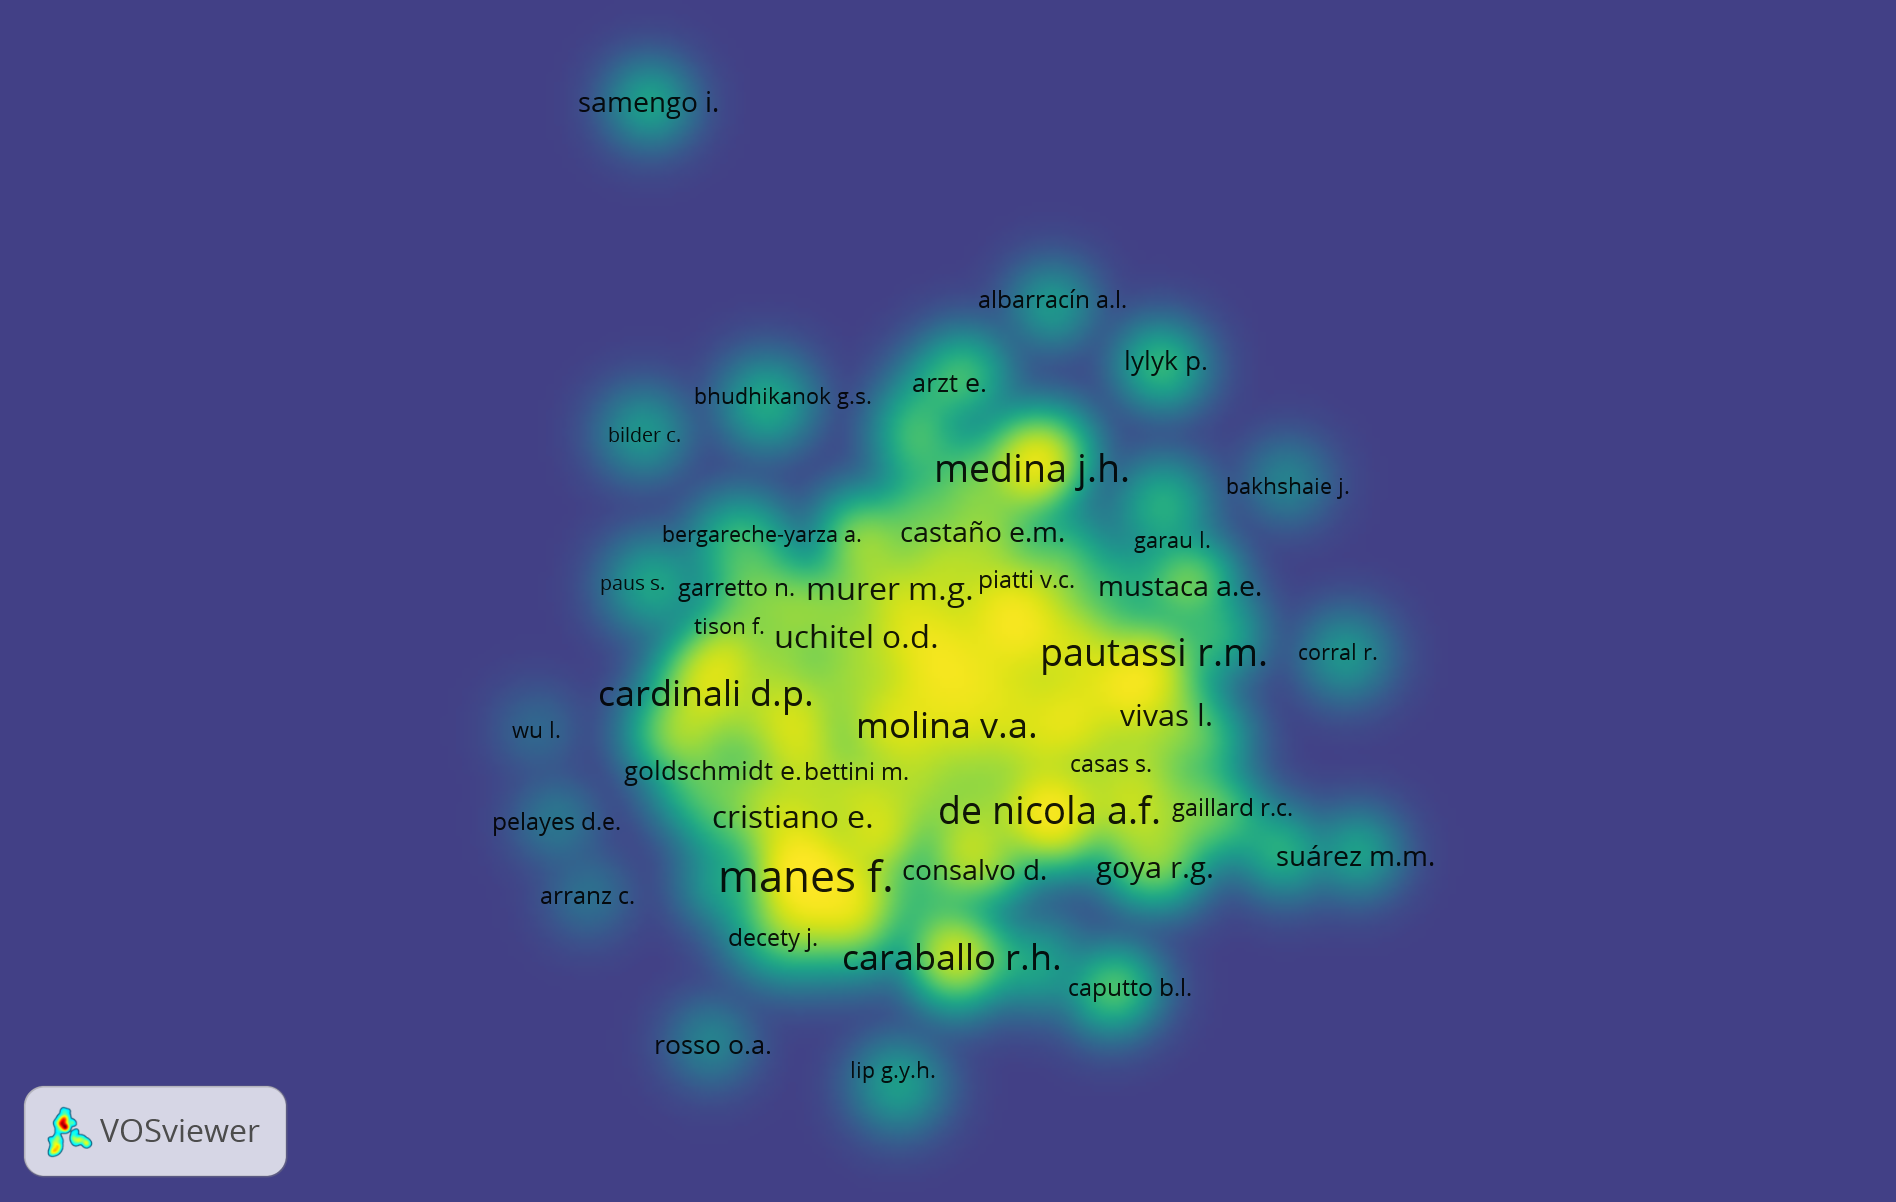 samengo i.
albarracín a.l.
lylyk p.
arzt e.
bhudhikanok g.s.
bilder c.
medina j.h.
bakhshaie j.
bergareche-yarza a.
castaño e.m.
garau l.
paus s.
garretto n.
murer m.g.
piatti v.c.
mustaca a.e.
tison f.
uchitel o.d.
pautassi r.m.
corral r.
cardinali d.p.
molina v.a.
vivas l.
wu l.
goldschmidt e.
bettini m.
casas s.
pelayes d.e.
cristiano e.
de nicola a.f.
gaillard r.c.
manes f.
consalvo d.
goya r.g.
suárez m.m.
arranz c.
decety j.
caraballo r.h.
caputto b.l.
rosso o.a.
lip g.y.h.
VOSviewer